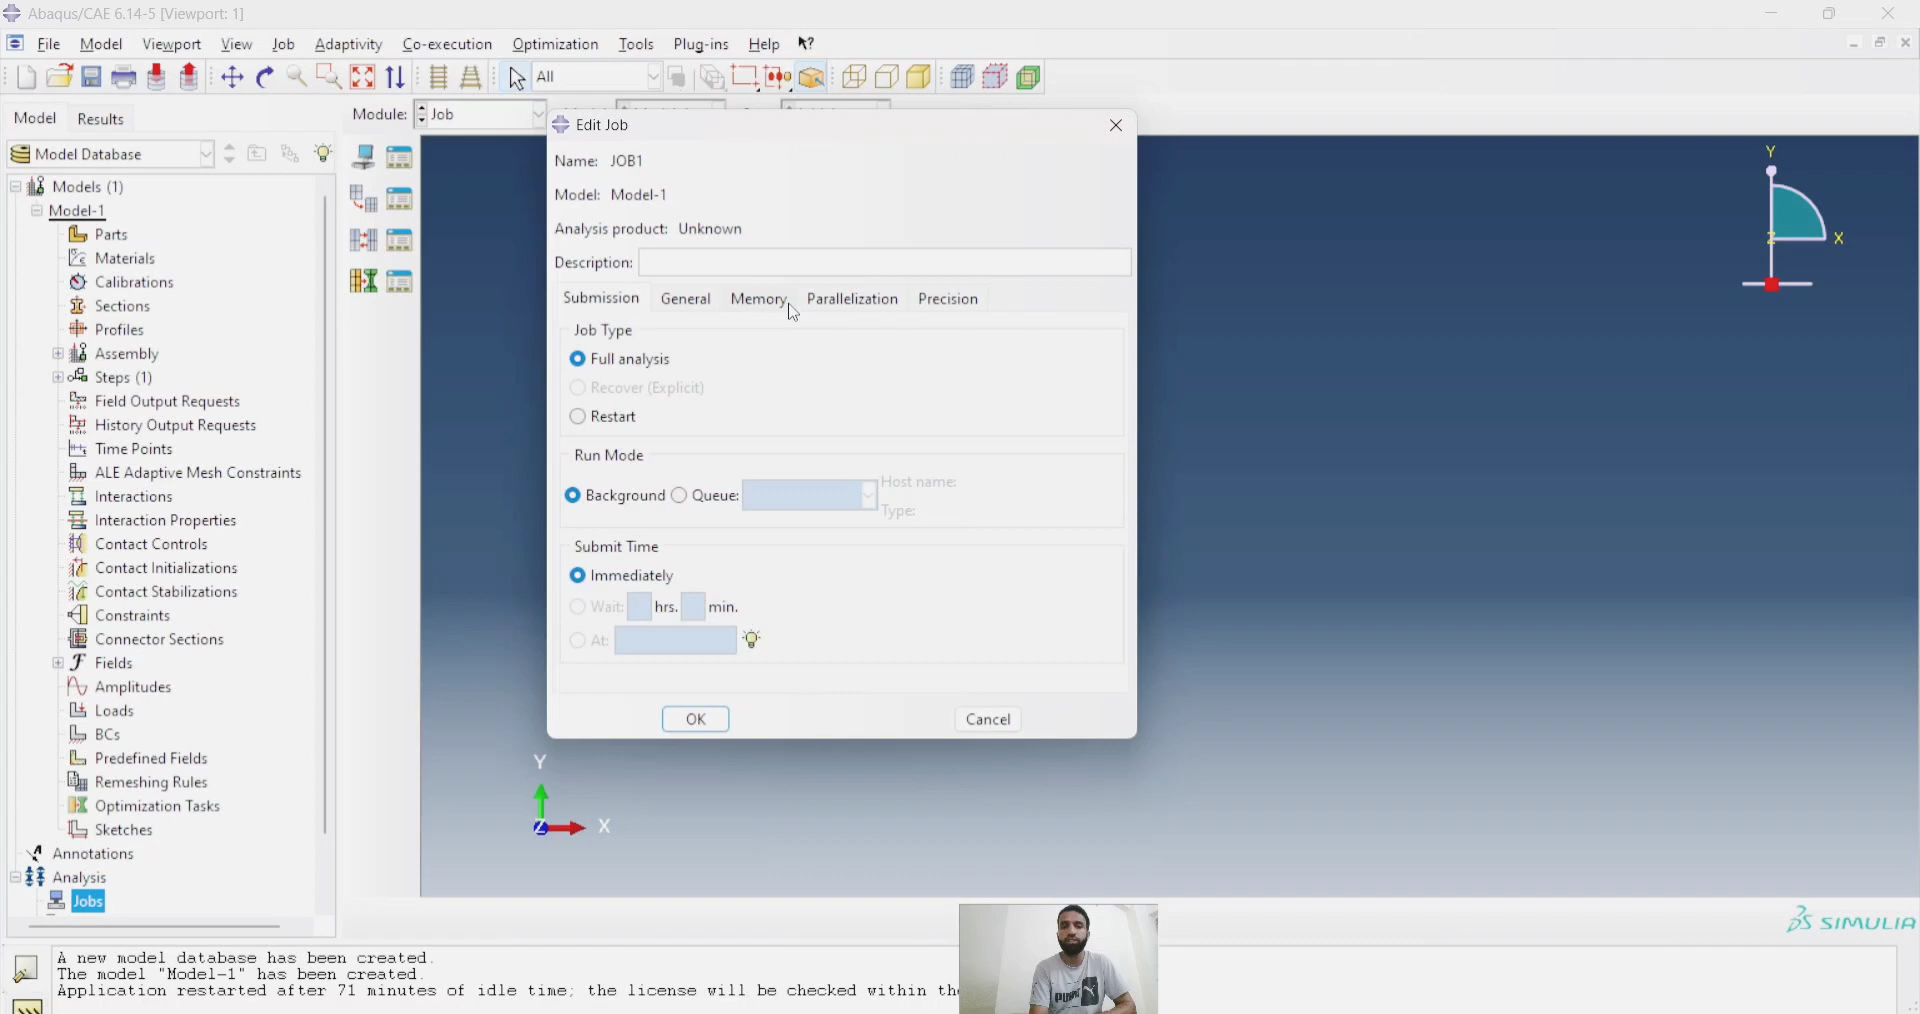 Abaqus/CAE 6.14-5 [Viewport: 1]
File Model Viewport View Job Adaptivity Co-execution Optimization Tools Plug-ins Help
All
Model Results
Module: Job
Model Database
Models (1)
Model-1
Parts
Materials
Calibrations
Sections
Profiles
Assembly
Steps (1)
Field Output Requests
History Output Requests
Time Points
ALE Adaptive Mesh Constraints
Interactions
Interaction Properties
Contact Controls
Contact Initializations
Contact Stabilizations
Constraints
Connector Sections
Fields
Amplitudes
Loads
BCs
Predefined Fields
Remeshing Rules
Optimization Tasks
Sketches
Annotations
Analysis
Jobs
Edit Job
Name: JOB1
Model: Model-1
Analysis product: Unknown
Description:
Submission General Memory Parallelization Precision
Job Type
Full analysis
Recover (Explicit)
Restart
Run Mode
Background Queue: Host name:
Type:
Submit Time
Immediately
Wait: hrs. min.
At:
OK Cancel
Y
X
Z
Y
X
Z
SIMULIA
A new model database has been created.
The model "Model-1" has been created.
Application restarted after 71 minutes of idle time; the license will be checked within th
PUMA